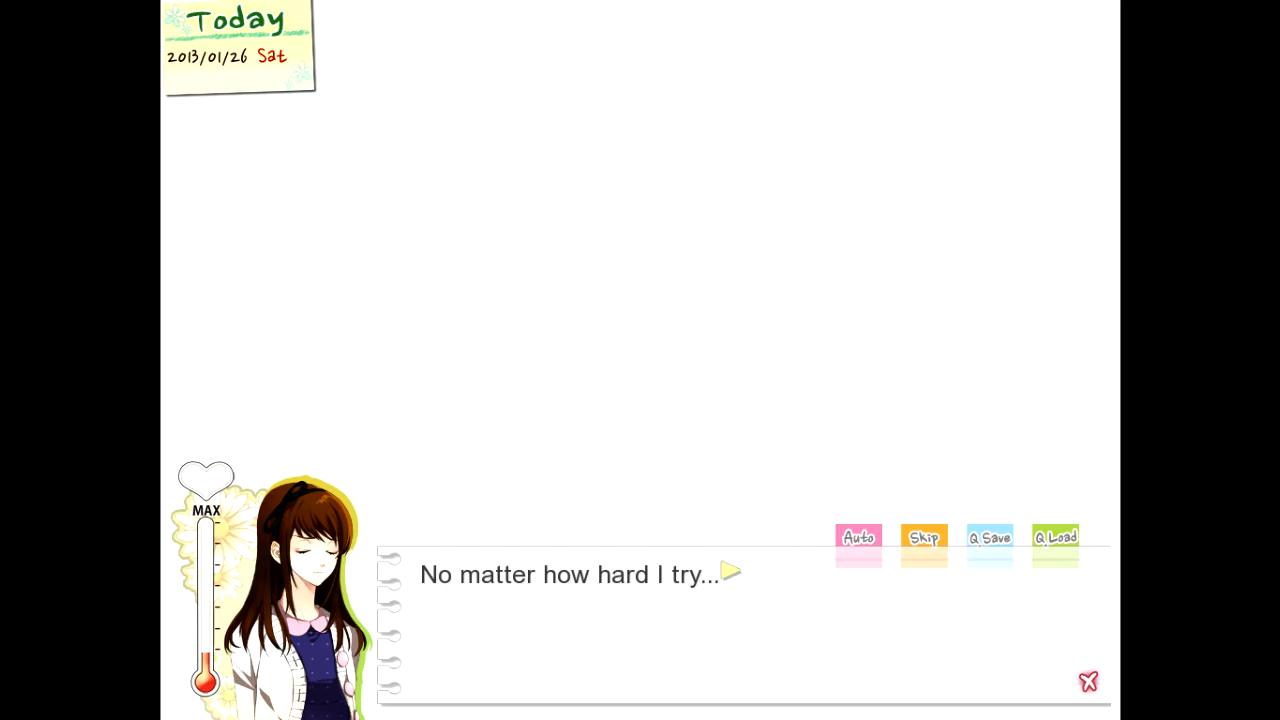 Today
2013/01/26 Sat
MAX
Auto
Skip
Q.Save
Q.Load
No matter how hard I try...